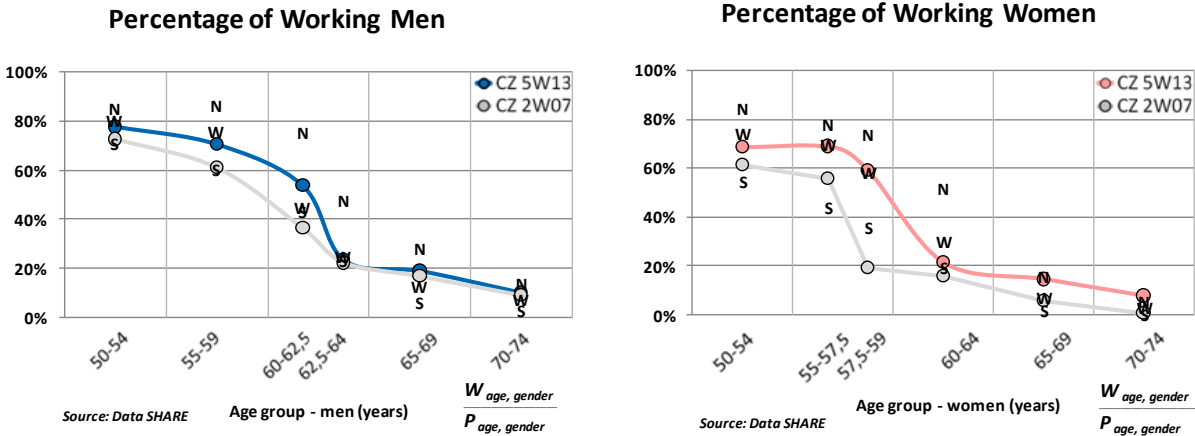 Percentage of Working Men
100%
80%
60%
40%
20%
0%
CZ 5W13
CZ 2W07
N
W
S
N
W
S
N
W
S
N
W
S
N
W
S
N
W
S
50-54
55-59
60-62,5
62,5-64
65-69
70-74
Source: Data SHARE
Age group - men (years)
W age, gender
P age, gender
Percentage of Working Women
100%
80%
60%
40%
20%
0%
CZ 5W13
CZ 2W07
N
W
S
N
W
S
N
W
S
N
W
S
N
W
S
N
W
S
50-54
55-57,5
57,5-59
60-64
65-69
70-74
Source: Data SHARE
Age group - women (years)
W age, gender
P age, gender